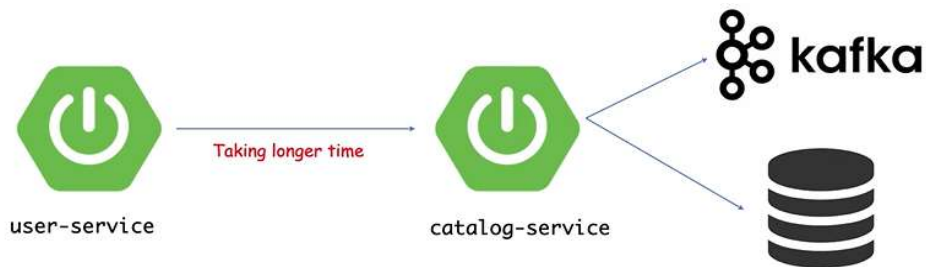 kafka
Taking longer time
user-service
catalog-service